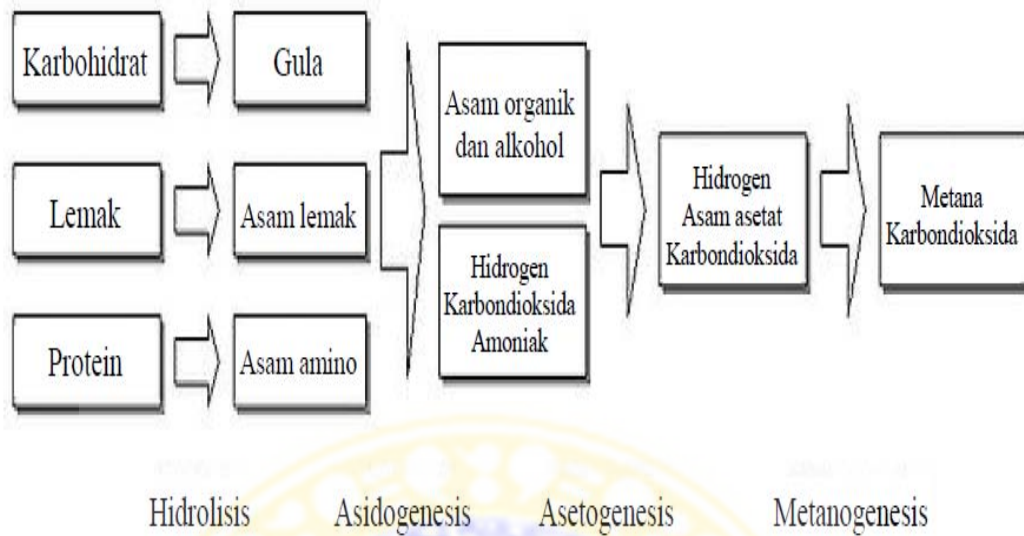 Karbohidrat
Gula
Lemak
Asam lemak
Protein
Asam amino
Asam organik
dan alkohol
Hidrogen
Karbondioksida
Amoniak
Hidrogen
Asam asetat
Karbondioksida
Metana
Karbondioksida
Hidrolisis
Asidogenesis
Asetogenesis
Metanogenesis